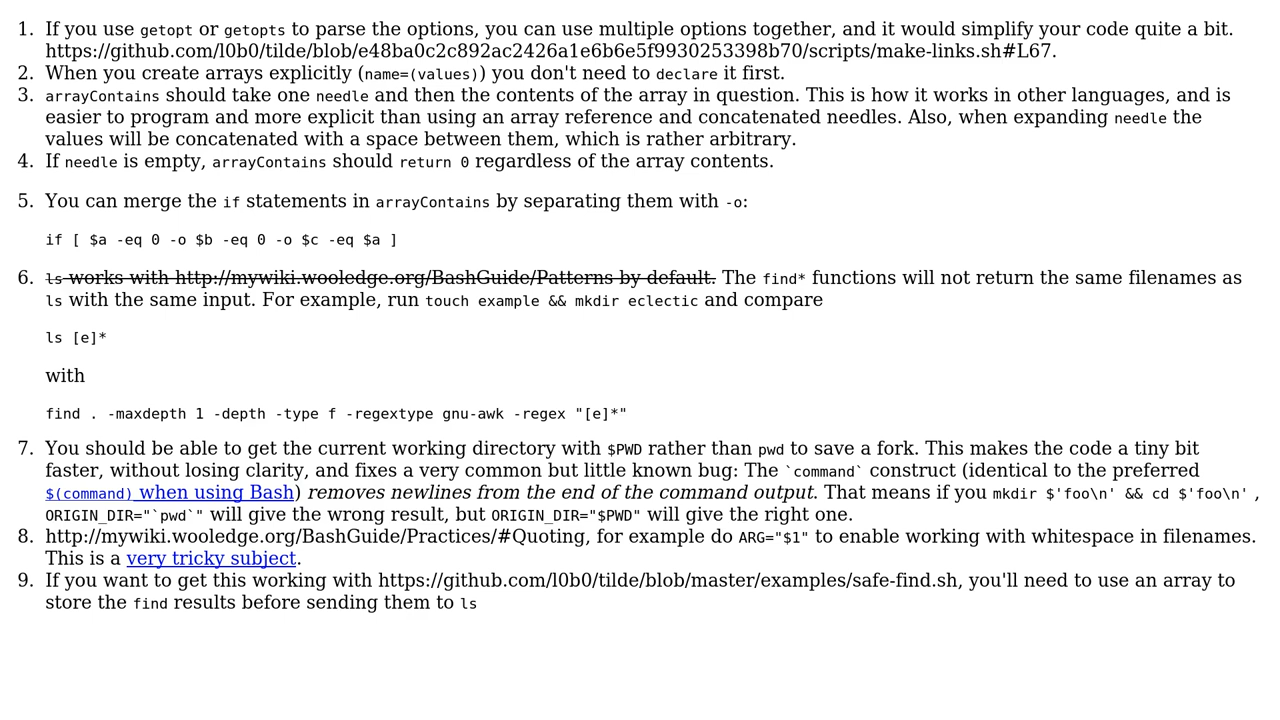 1. If you use getopt or getopts to parse the options, you can use multiple options together, and it would simplify your code quite a bit.
https://github.com/l0b0/tilde/blob/e48ba0c2c892ac2426a1e6b6e5f9930253398b70/scripts/make-links.sh#L67.
2. When you create arrays explicitly (name=(values)) you don't need to declare it first.
3. arrayContains should take one needle and then the contents of the array in question. This is how it works in other languages, and is
easier to program and more explicit than using an array reference and concatenated needles. Also, when expanding needle the
values will be concatenated with a space between them, which is rather arbitrary.
4. If needle is empty, arrayContains should return 0 regardless of the array contents.
5. You can merge the if statements in arrayContains by separating them with -o:
if [ $a -eq 0 -o $b -eq 0 -o $c -eq $a ]
6. ls works with http://mywiki.wooledge.org/BashGuide/Patterns by default. The find* functions will not return the same filenames as
ls with the same input. For example, run touch example && mkdir eclectic and compare
ls [e]*
with
find . -maxdepth 1 -depth -type f -regextype gnu-awk -regex "[e]*"
7. You should be able to get the current working directory with $PWD rather than pwd to save a fork. This makes the code a tiny bit
faster, without losing clarity, and fixes a very common but little known bug: The `command` construct (identical to the preferred
$(command) when using Bash) removes newlines from the end of the command output. That means if you mkdir $'foo\n' && cd $'foo\n' ,
ORIGIN_DIR="`pwd`" will give the wrong result, but ORIGIN_DIR="$PWD" will give the right one.
8. http://mywiki.wooledge.org/BashGuide/Practices/#Quoting, for example do ARG="$1" to enable working with whitespace in filenames.
This is a very tricky subject.
9. If you want to get this working with https://github.com/l0b0/tilde/blob/master/examples/safe-find.sh, you'll need to use an array to
store the find results before sending them to ls